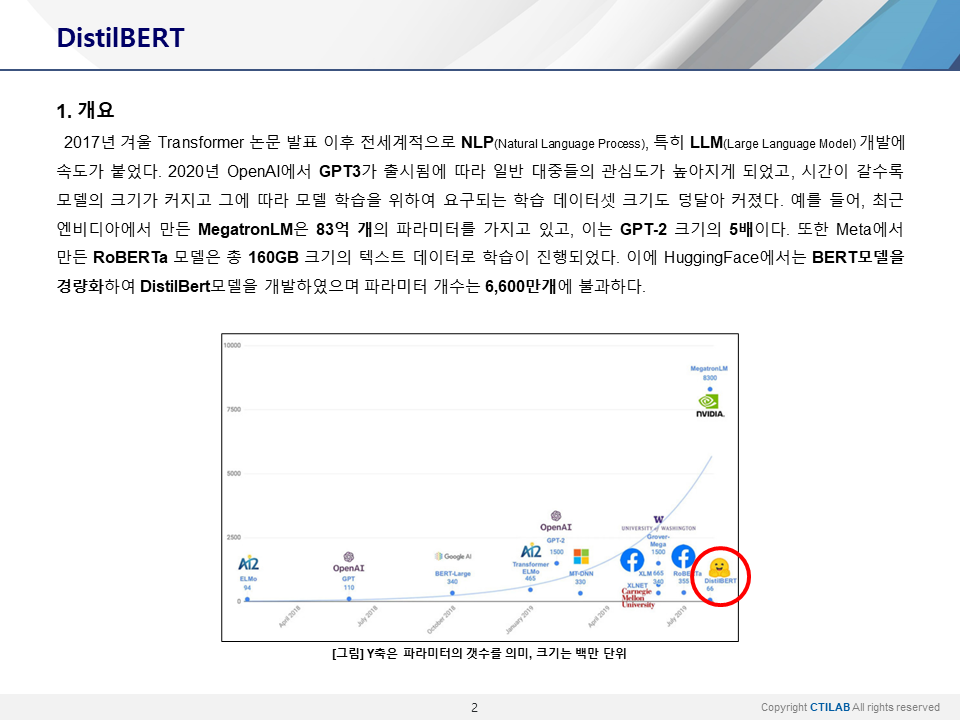 DistilBERT
1. 개요
2017년 겨울 Transformer 논문 발표 이후 전세계적으로 NLP(Natural Language Process), 특히 LLM(Large Language Model) 개발에
속도가 붙었다. 2020년 OpenAI에서 GPT3가 출시됨에 따라 일반 대중들의 관심도가 높아지게 되었고, 시간이 갈수록
모델의 크기가 커지고 그에 따라 모델 학습을 위하여 요구되는 학습 데이터셋 크기도 덩달아 커졌다. 예를 들어, 최근
엔비디아에서 만든 MegatronLM은 83억 개의 파라미터를 가지고 있고, 이는 GPT-2 크기의 5배이다. 또한 Meta에서
만든 RoBERTa 모델은 총 160GB 크기의 텍스트 데이터로 학습이 진행되었다. 이에 HuggingFace에서는 BERT모델을
경량화하여 DistilBert모델을 개발하였으며 파라미터 개수는 6,600만개에 불과하다.
10000
MegatronLM
8300
7500
NVIDIA.
5000
2500
OpenAI
GPT-2
1500
UNIVERSITY of WASHINGTON
Grover-
Mega
1500
AI2
ELMo
94
OpenAI
GPT
110
Google AI
BERT-Large
340
AI2
Transformer
ELMo
465
MT-DNN
330
XLM 665
XLNET 340
Carnegie
Mellon
University
RoBERTa
355
DistilBERT
66
0
April 2018
July 2018
October 2018
January 2019
April 2019
July 2019
[그림] Y축은 파라미터의 갯수를 의미, 크기는 백만 단위
2
Copyright CTILAB All rights reserved